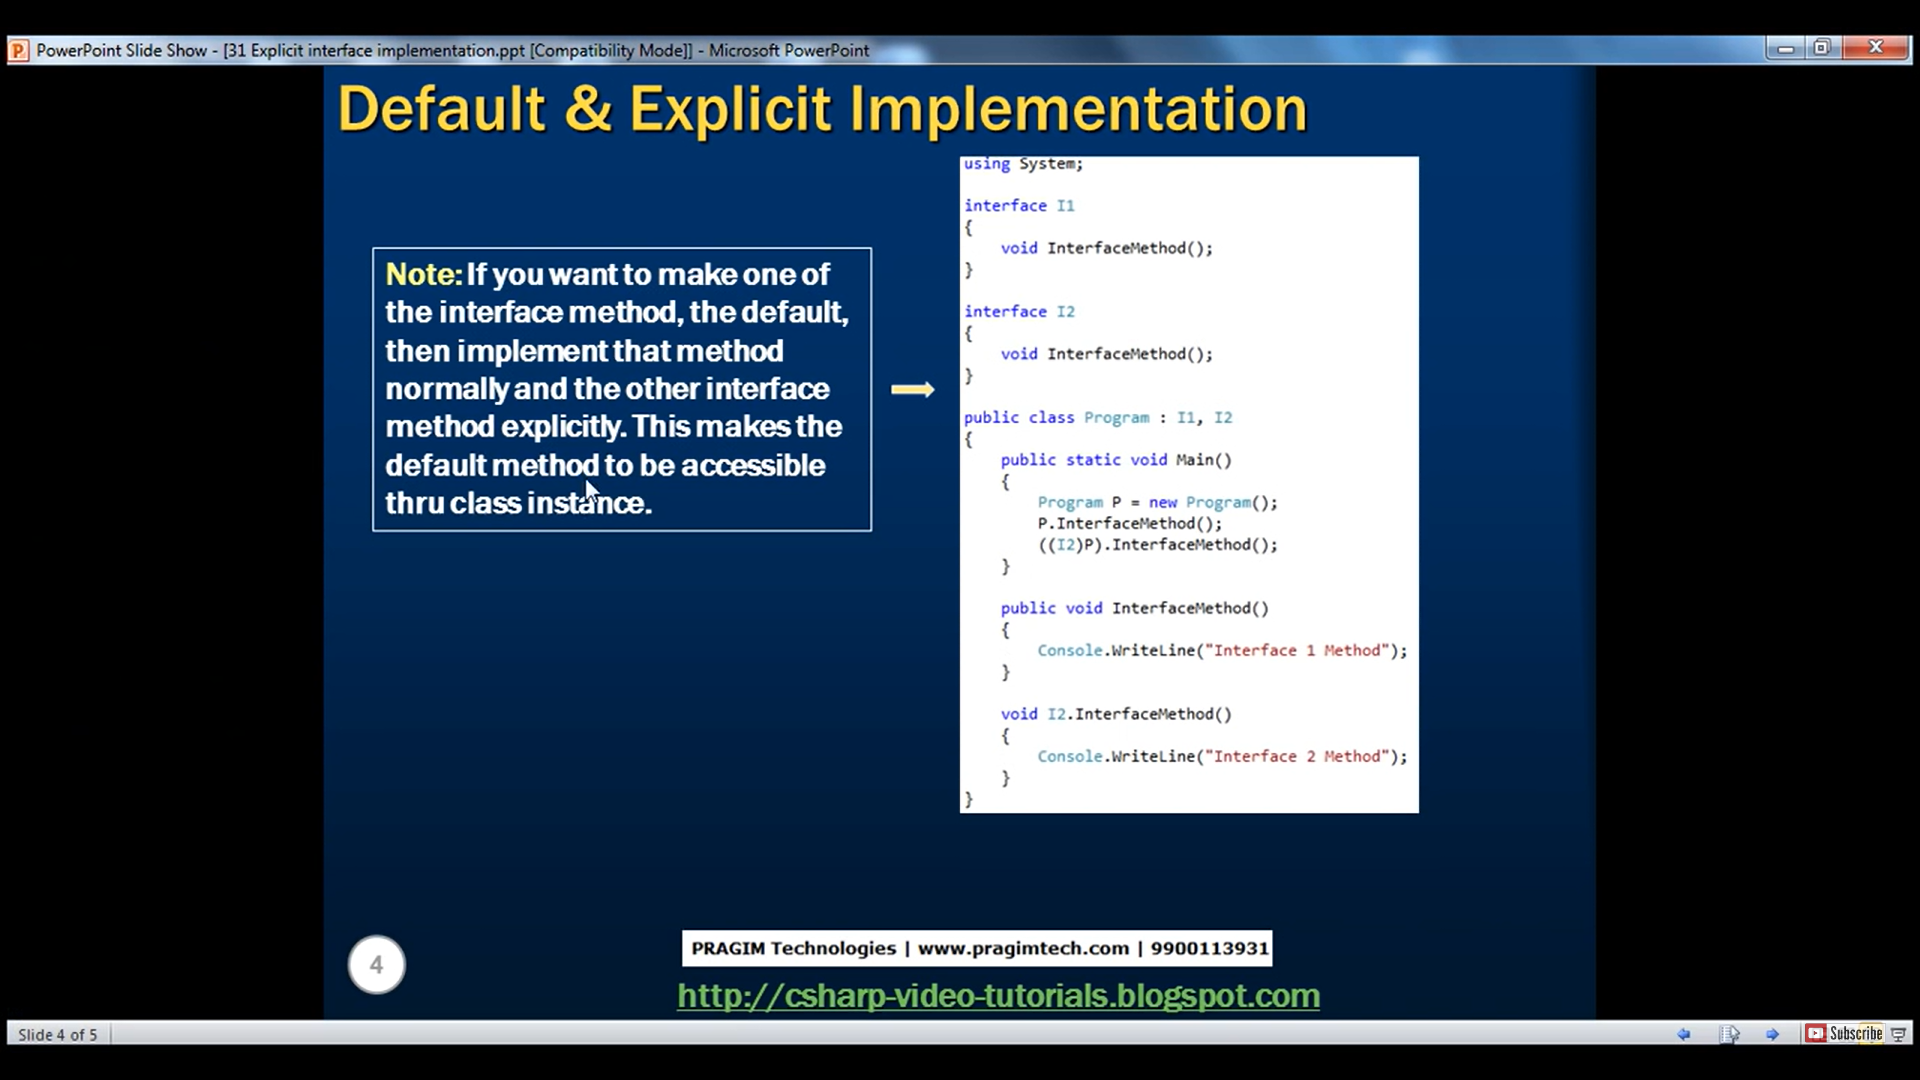 PowerPoint Slide Show - [31 Explicit interface implementation.ppt [Compatibility Mode]] - Microsoft PowerPoint
Default & Explicit Implementation
Note: If you want to make one of
the interface method, the default,
then implement that method
normally and the other interface
method explicitly. This makes the
default method to be accessible
thru class instance.
using System;
interface I1
{
void InterfaceMethod();
}
interface I2
{
void InterfaceMethod();
}
public class Program : I1, I2
{
public static void Main()
{
Program P = new Program();
P.InterfaceMethod();
((I2)P).InterfaceMethod();
}
public void InterfaceMethod()
{
Console.WriteLine("Interface 1 Method");
}
void I2.InterfaceMethod()
{
Console.WriteLine("Interface 2 Method");
}
}
4
PRAGIM Technologies | www.pragimtech.com | 9900113931
http://csharp-video-tutorials.blogspot.com
Slide 4 of 5
Subscribe